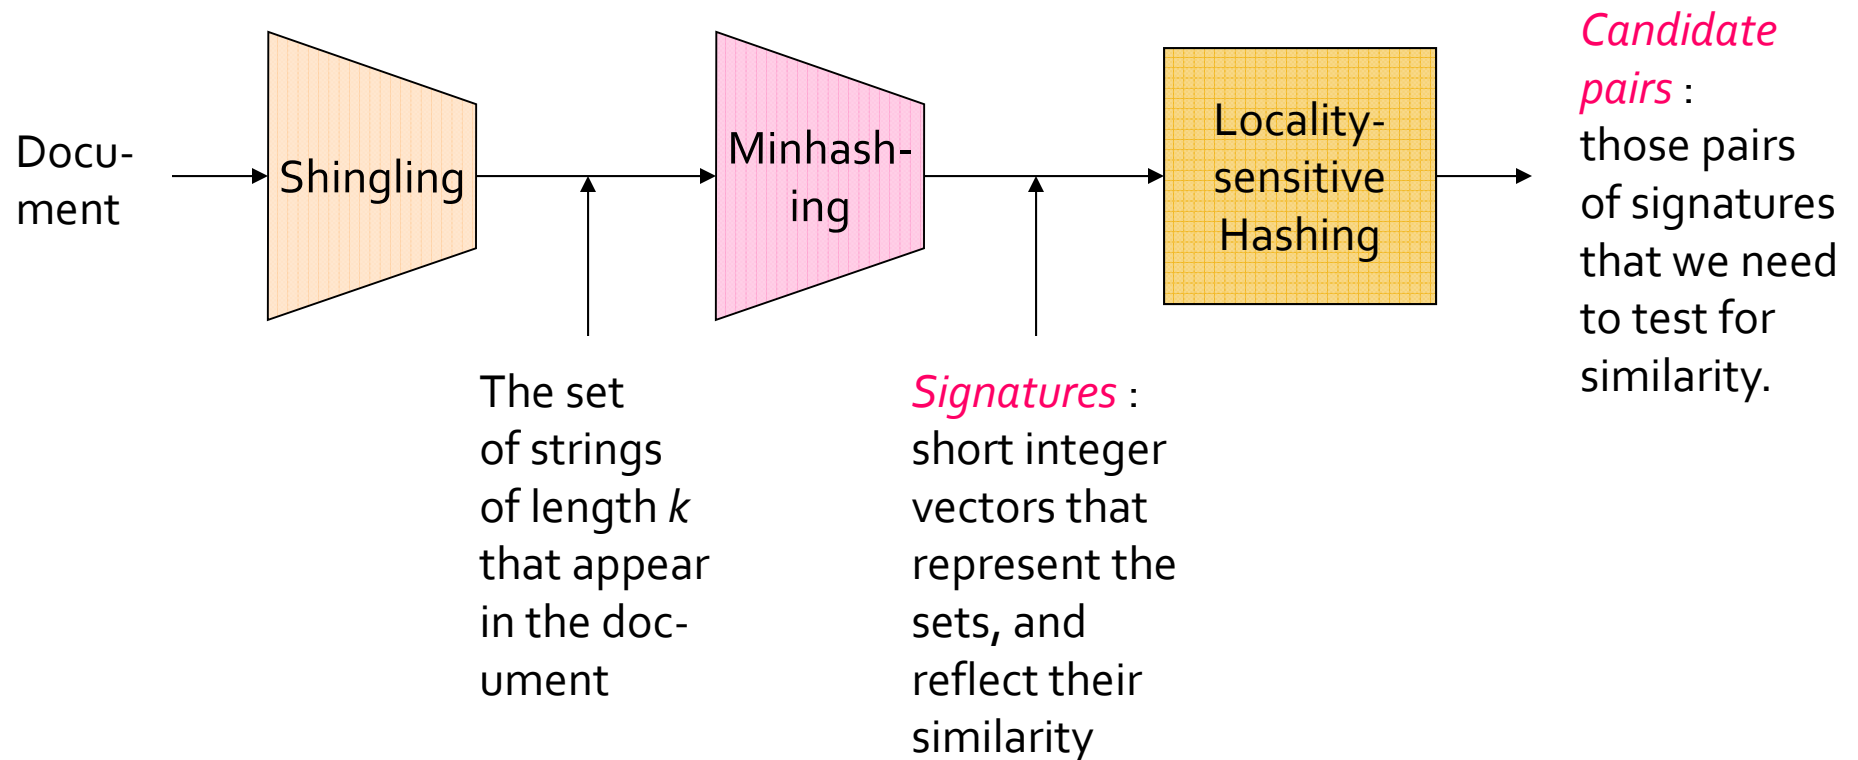 Docu-
ment
Shingling
The set
of strings
of length k
that appear
in the doc-
ument
Minhash-
ing
Signatures :
short integer
vectors that
represent the
sets, and
reflect their
similarity
Locality-
sensitive
Hashing
Candidate
pairs :
those pairs
of signatures
that we need
to test for
similarity.